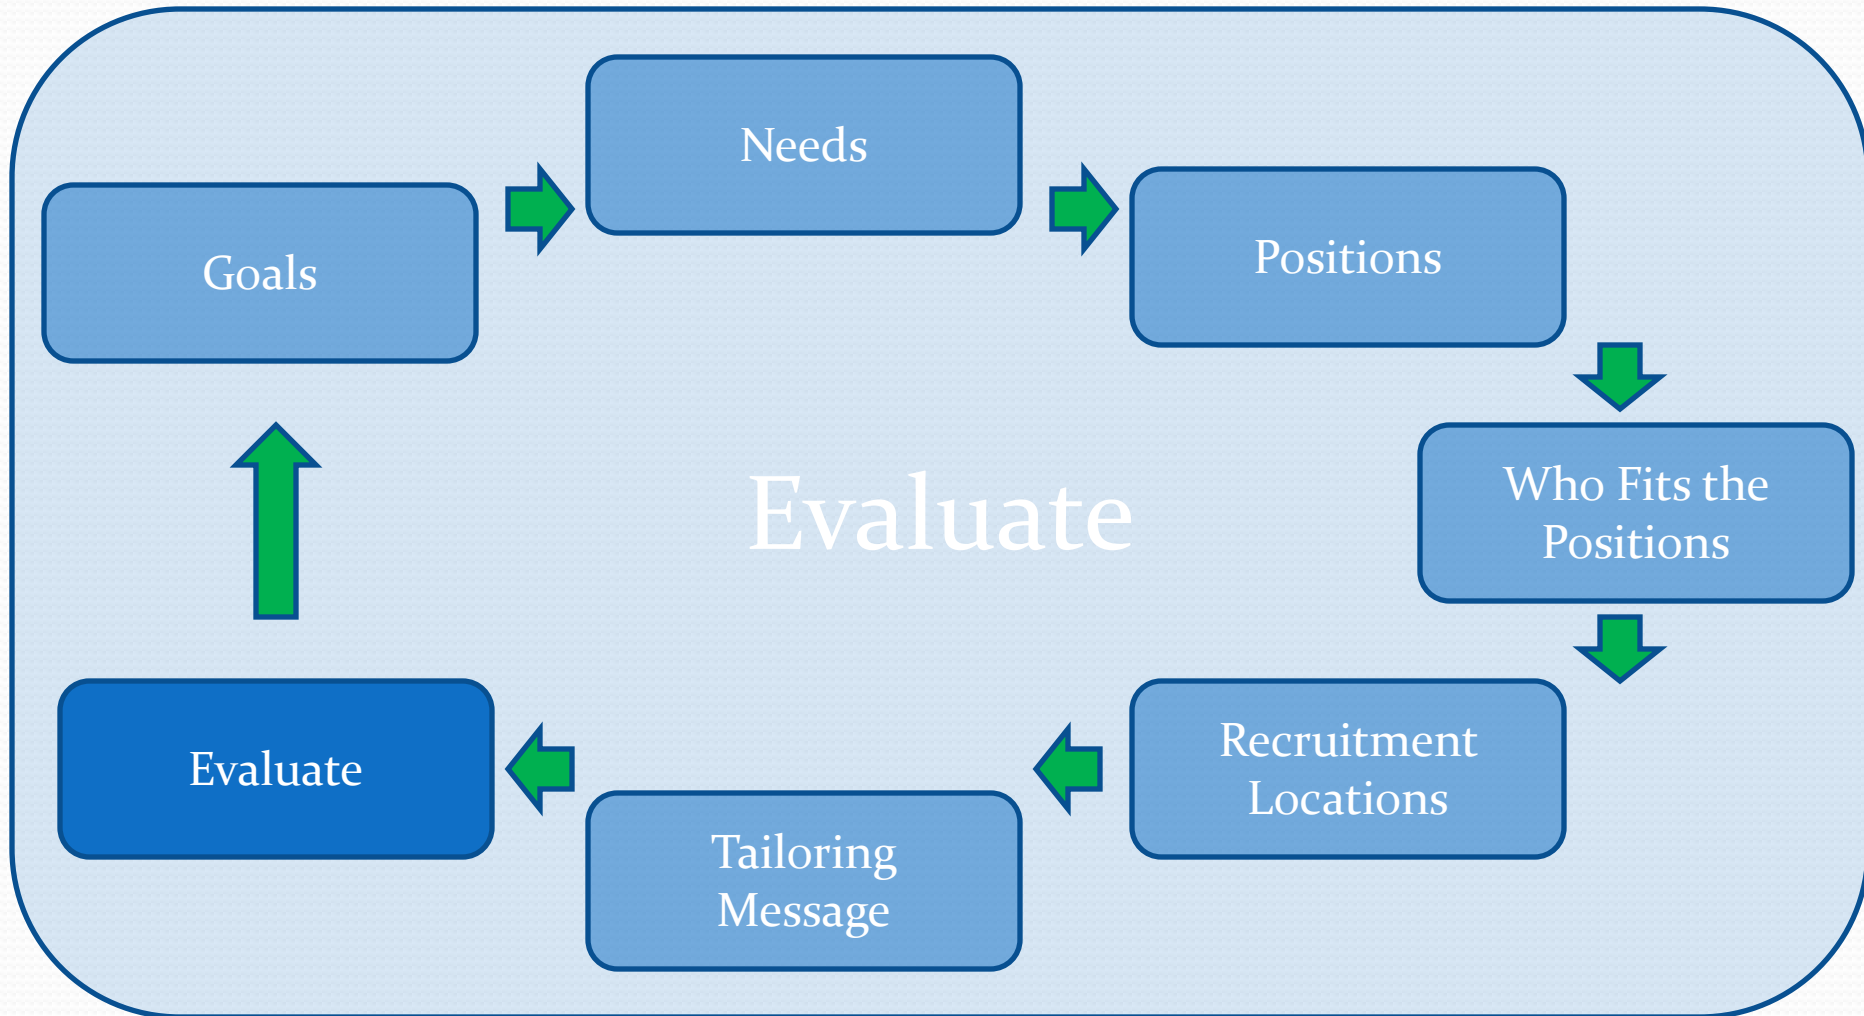 Needs
Goals
Positions
Evaluate
Who Fits the
Positions
Recruitment
Locations
Evaluate
Tailoring
Message